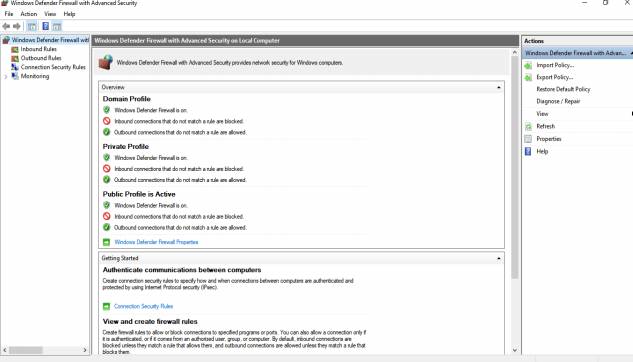 Windows Defender Firewall with Advanced Security
File Action View Help
Windows Defender Firewall with
Inbound Rules
Outbound Rules
Connection Security Rules
Monitoring
Windows Defender Firewall with Advanced Security on Local Computer
Windows Defender Firewall with Advanced Security provides network security for Windows computers.
Overview
Domain Profile
Windows Defender Firewall is on.
Inbound connections that do not match a rule are blocked.
Outbound connections that do not match a rule are allowed.
Private Profile
Windows Defender Firewall is on.
Inbound connections that do not match a rule are blocked.
Outbound connections that do not match a rule are allowed.
Public Profile is Active
Windows Defender Firewall is on.
Inbound connections that do not match a rule are blocked.
Outbound connections that do not match a rule are allowed.
Windows Defender Firewall Properties
Getting Started
Authenticate communications between computers
Create connection security rules to specify how and when connections between computers are authenticated and
protected by using Internet Protocol security (IPsec).
Connection Security Rules
View and create firewall rules
Create firewall rules to allow or block connections to specified programs or ports. You can also allow a connection only if
it is authenticated, or if it comes from an authorized user, group, or computer. By default, inbound connections are
blocked unless they match a rule that allows them, and outbound connections are allowed unless they match a rule that
blocks them.
Actions
Windows Defender Firewall with Advan...
Import Policy...
Export Policy...
Restore Default Policy
Diagnose / Repair
View
Refresh
Properties
Help